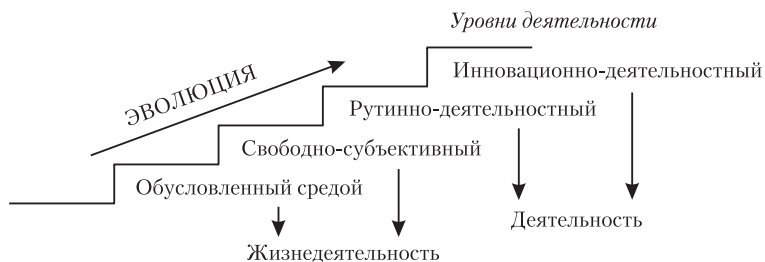 Уровни деятельности
ЭВОЛЮЦИЯ
Инновационно-деятельностный
Рутинно-деятельностный
Свободно-субъективный
Обусловленный средой
Деятельность
Жизнедеятельность